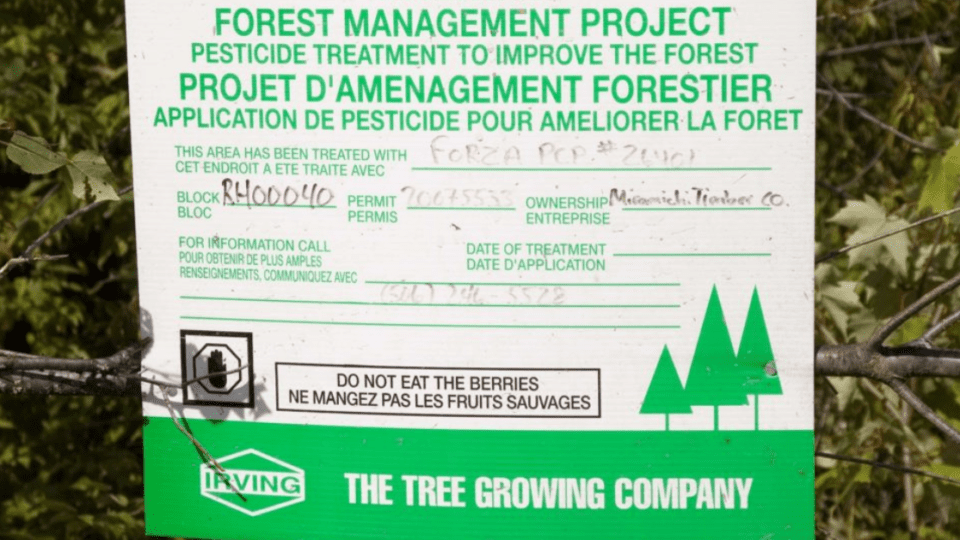 FOREST MANAGEMENT PROJECT
PESTICIDE TREATMENT TO IMPROVE THE FOREST
PROJET D'AMENAGEMENT FORESTIER
APPLICATION DE PESTICIDE POUR AMELIORER LA FORET
THIS AREA HAS BEEN TREATED WITH FORZA PCP #
CET ENDROIT A ETE TRAITE AVEC
BLOCK RH00040 PERMIT OWNERSHIP Miramichi Timber CO.
BLOC PERMIS ENTREPRISE
FOR INFORMATION CALL DATE OF TREATMENT
POUR OBTENIR DE PLUS AMPLES DATE D'APPLICATION
RENSEIGNEMENTS, COMMUNIQUEZ AVEC
DO NOT EAT THE BERRIES
NE MANGEZ PAS LES FRUITS SAUVAGES
IRVING THE TREE GROWING COMPANY